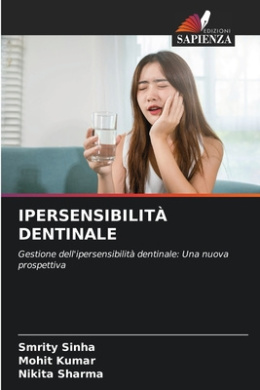 EDIZIONI
SAPIENZA
IPERSENSIBILITÀ
DENTINALE
Gestione dell'ipersensibilità dentinale: Una nuova
prospettiva
Smrity Sinha
Mohit Kumar
Nikita Sharma